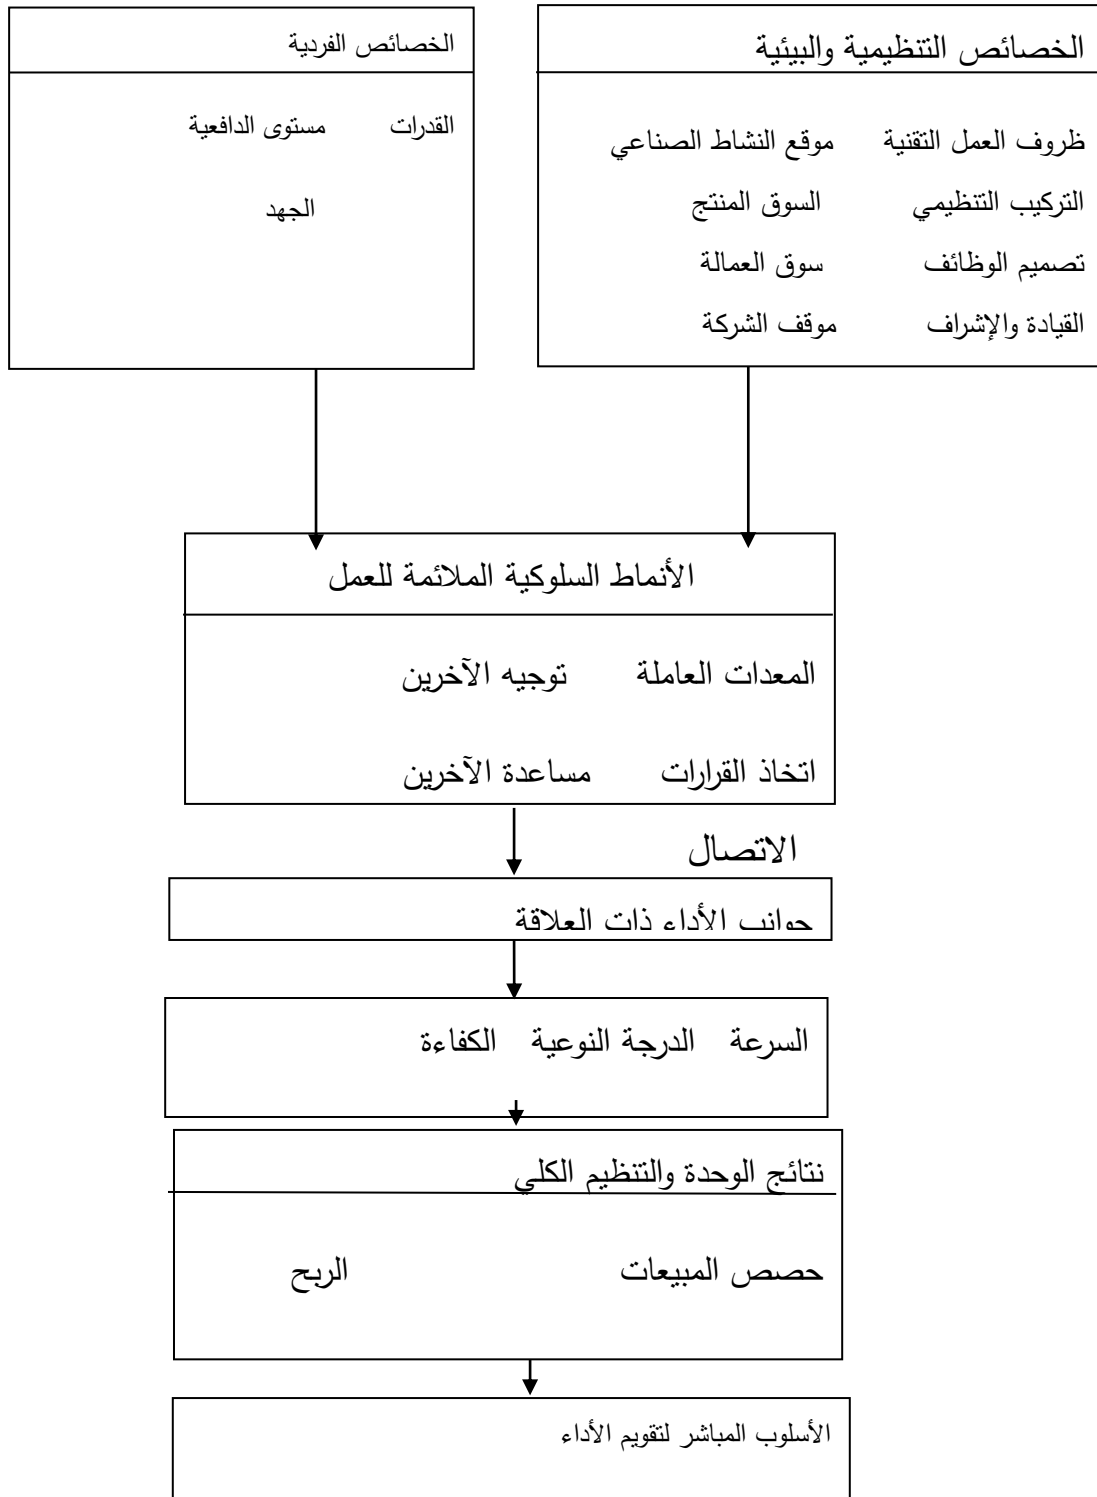 الخصائص التنظيمية والبيئية
ظروف العمل التقنية موقع النشاط الصناعي
التركيب التنظيمي السوق المنتج
تصميم الوظائف سوق العمالة
القيادة والإشراف موقف الشركة
الخصائص الفردية
القدرات مستوى الدافعية
الجهد
الأنماط السلوكية الملائمة للعمل
المعدات العاملة توجيه الآخرين
اتخاذ القرارات مساعدة الآخرين
الاتصال
جوانب الأداء ذات العلاقة
السرعة الدرجة النوعية الكفاءة
نتائج الوحدة والتنظيم الكلي
حصص المبيعات الربح
الأسلوب المباشر لتقويم الأداء